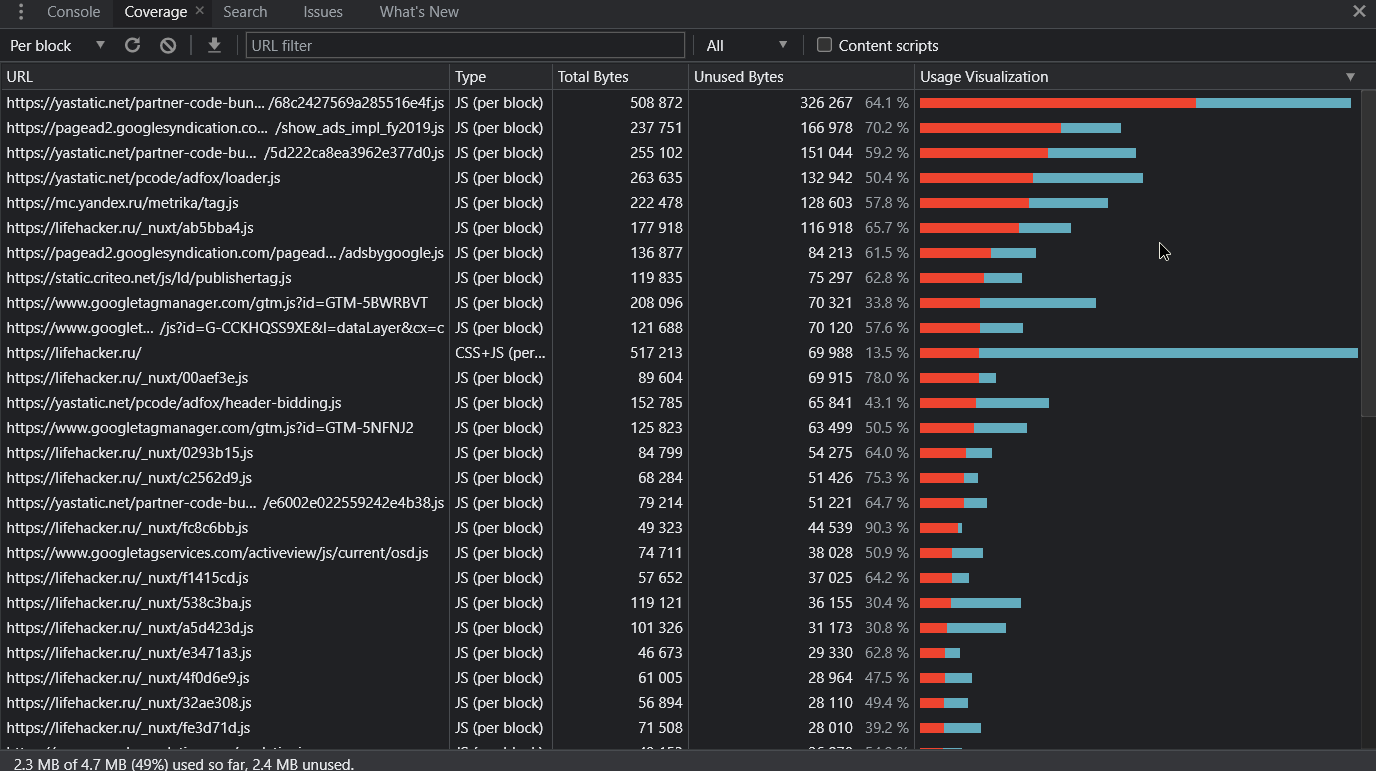 Console Coverage Search Issues What's New
Per block URL filter All Content scripts
URL Type Total Bytes Unused Bytes Usage Visualization
https://yastatic.net/partner-code-bun... /68c2427569a285516e4f.js JS (per block) 508 872 326 267 64.1 %
https://pagead2.googlesyndication.co... /show_ads_impl_fy2019.js JS (per block) 237 751 166 978 70.2 %
https://yastatic.net/partner-code-bu... /5d222ca8ea3962e377d0.js JS (per block) 255 102 151 044 59.2 %
https://yastatic.net/pcode/adfox/loader.js JS (per block) 263 635 132 942 50.4 %
https://mc.yandex.ru/metrika/tag.js JS (per block) 222 478 128 603 57.8 %
https://lifehacker.ru/_nuxt/ab5bba4.js JS (per block) 177 918 116 918 65.7 %
https://pagead2.googlesyndication.com/pagead... /adsbygoogle.js JS (per block) 136 877 84 213 61.5 %
https://static.criteo.net/js/ld/publishertag.js JS (per block) 119 835 75 297 62.8 %
https://www.googletagmanager.com/gtm.js?id=GTM-5BWRBVT JS (per block) 208 096 70 321 33.8 %
https://www.googlet... /js?id=G-CCKHQSS9XE&l=dataLayer&cx=c JS (per block) 121 688 70 120 57.6 %
https://lifehacker.ru/ CSS+JS (per... 517 213 69 988 13.5 %
https://lifehacker.ru/_nuxt/00aef3e.js JS (per block) 89 604 69 915 78.0 %
https://yastatic.net/pcode/adfox/header-bidding.js JS (per block) 152 785 65 841 43.1 %
https://www.googletagmanager.com/gtm.js?id=GTM-5NFNJ2 JS (per block) 125 823 63 499 50.5 %
https://lifehacker.ru/_nuxt/0293b15.js JS (per block) 84 799 54 275 64.0 %
https://lifehacker.ru/_nuxt/c2562d9.js JS (per block) 68 284 51 426 75.3 %
https://yastatic.net/partner-code-bu... /e6002e022559242e4b38.js JS (per block) 79 214 51 221 64.7 %
https://lifehacker.ru/_nuxt/fc8c6bb.js JS (per block) 49 323 44 539 90.3 %
https://www.googletagservices.com/activeview/js/current/osd.js JS (per block) 74 711 38 028 50.9 %
https://lifehacker.ru/_nuxt/f1415cd.js JS (per block) 57 652 37 025 64.2 %
https://lifehacker.ru/_nuxt/538c3ba.js JS (per block) 119 121 36 155 30.4 %
https://lifehacker.ru/_nuxt/a5d423d.js JS (per block) 101 326 31 173 30.8 %
https://lifehacker.ru/_nuxt/e3471a3.js JS (per block) 46 673 29 330 62.8 %
https://lifehacker.ru/_nuxt/4f0d6e9.js JS (per block) 61 005 28 964 47.5 %
https://lifehacker.ru/_nuxt/32ae308.js JS (per block) 56 894 28 110 49.4 %
https://lifehacker.ru/_nuxt/fe3d71d.js JS (per block) 71 508 28 010 39.2 %
2.3 MB of 4.7 MB (49%) used so far, 2.4 MB unused.